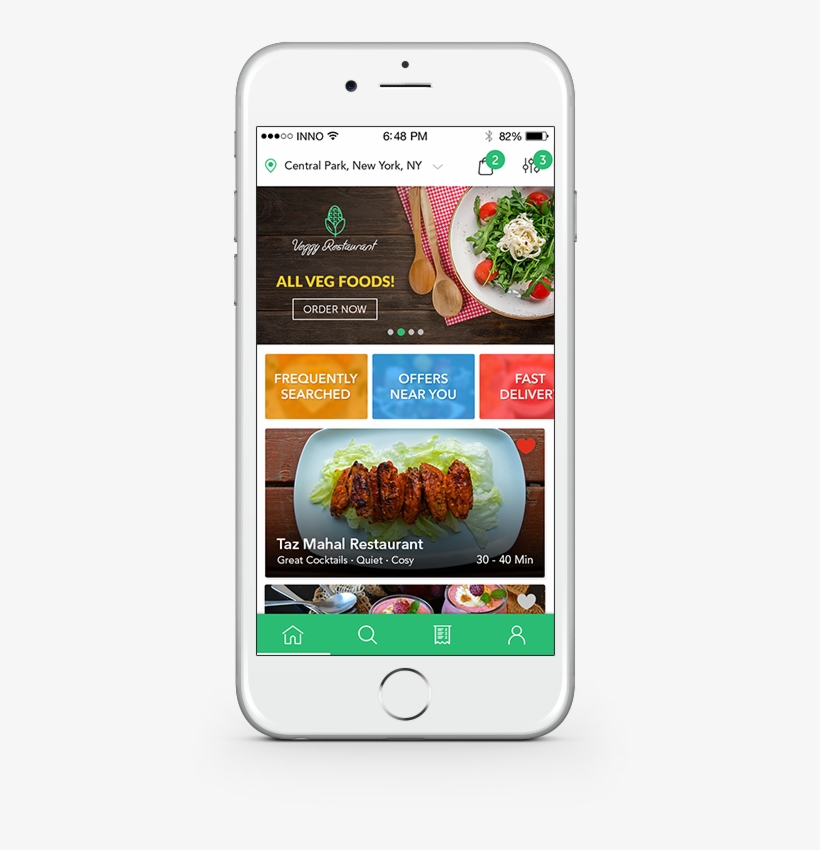 INNO 6:48 PM 82%
Central Park, New York, NY 2 3
Veggy Restaurant
ALL VEG FOODS!
ORDER NOW
FREQUENTLY
SEARCHED
OFFERS
NEAR YOU
FAST
DELIVER
Taz Mahal Restaurant
Great Cocktails · Quiet · Cosy 30 - 40 Min